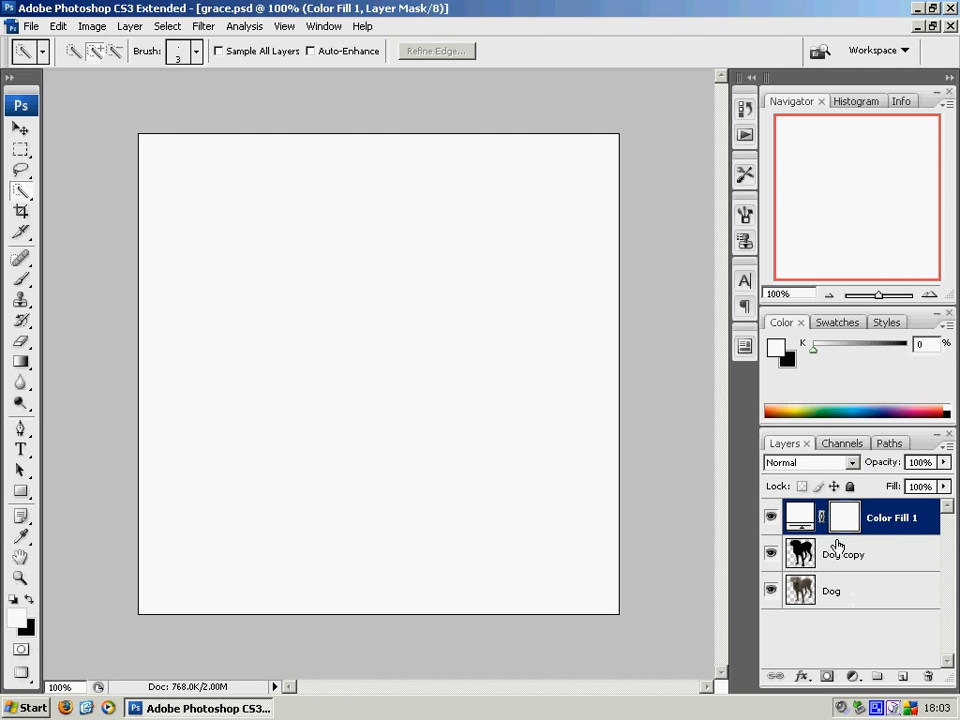 Adobe Photoshop CS3 Extended - [grace.psd @ 100% (Color Fill 1, Layer Mask/8)]
File Edit Image Layer Select Filter Analysis View Window Help
Brush: 3 Sample All Layers Auto-Enhance Refine Edge... Workspace
Ps
Navigator x Histogram Info
100%
Color x Swatches Styles
K 0 %
Layers x Channels Paths
Normal Opacity: 100%
Lock: Fill: 100%
Color Fill 1
Dog copy
Dog
100% Doc: 768.0K/2.00M
Start Adobe Photoshop CS3... 18:03